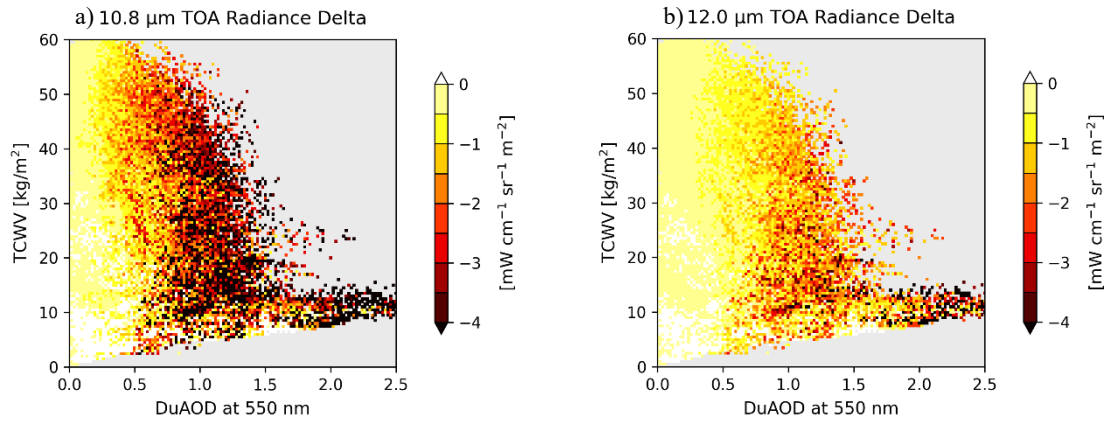 a) 10.8 µm TOA Radiance Delta
60
50
40
30
20
10
0
TCWV [kg/m²]
0.0 0.5 1.0 1.5 2.0 2.5
DuAOD at 550 nm
0
−1
−2
−3
−4
[mW cm⁻¹ sr⁻¹ m⁻²]
b) 12.0 µm TOA Radiance Delta
60
50
40
30
20
10
0
TCWV [kg/m²]
0.0 0.5 1.0 1.5 2.0 2.5
DuAOD at 550 nm
0
−1
−2
−3
−4
[mW cm⁻¹ sr⁻¹ m⁻²]